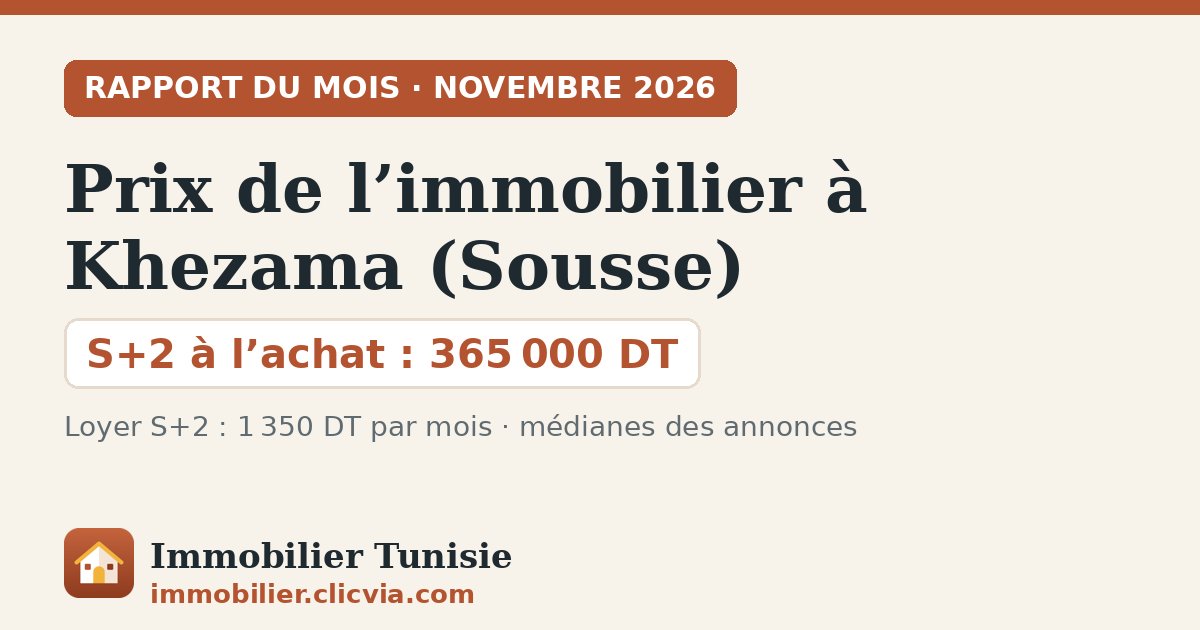 RAPPORT DU MOIS · NOVEMBRE 2026
Prix de l’immobilier à
Khezama (Sousse)
S+2 à l’achat : 365 000 DT
Loyer S+2 : 1 350 DT par mois · médianes des annonces
Immobilier Tunisie
immobilier.clicvia.com